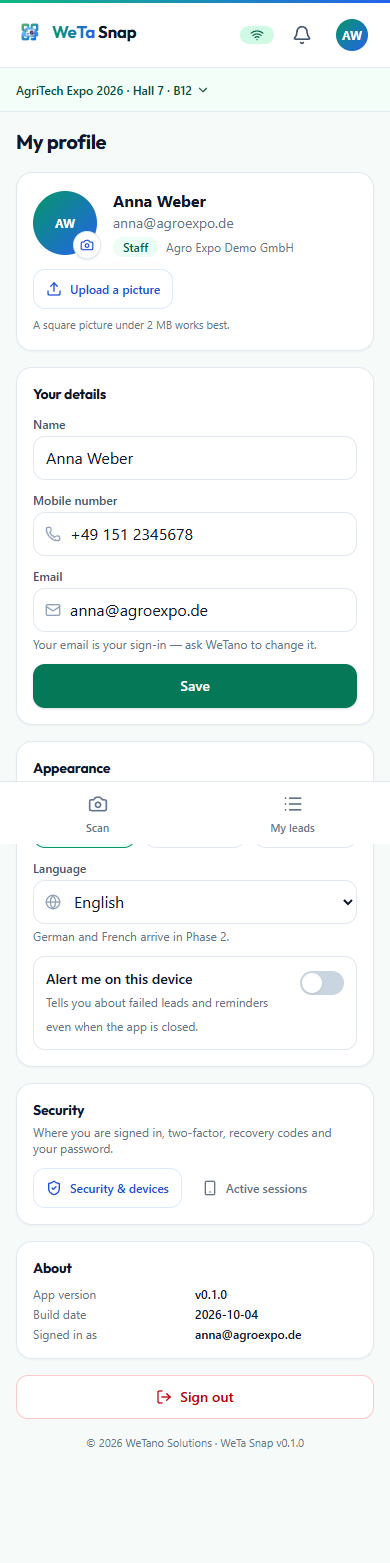 WeTa Snap
AW
AgriTech Expo 2026 · Hall 7 · B12
My profile
AW
Anna Weber
anna@agroexpo.de
Staff Agro Expo Demo GmbH
Upload a picture
A square picture under 2 MB works best.
Your details
Name
Anna Weber
Mobile number
+49 151 2345678
Email
anna@agroexpo.de
Your email is your sign-in — ask WeTano to change it.
Save
Appearance
Scan
My leads
Language
English
German and French arrive in Phase 2.
Alert me on this device
Tells you about failed leads and reminders
even when the app is closed.
Security
Where you are signed in, two-factor, recovery codes and
your password.
Security & devices
Active sessions
About
App version v0.1.0
Build date 2026-10-04
Signed in as anna@agroexpo.de
Sign out
© 2026 WeTano Solutions · WeTa Snap v0.1.0